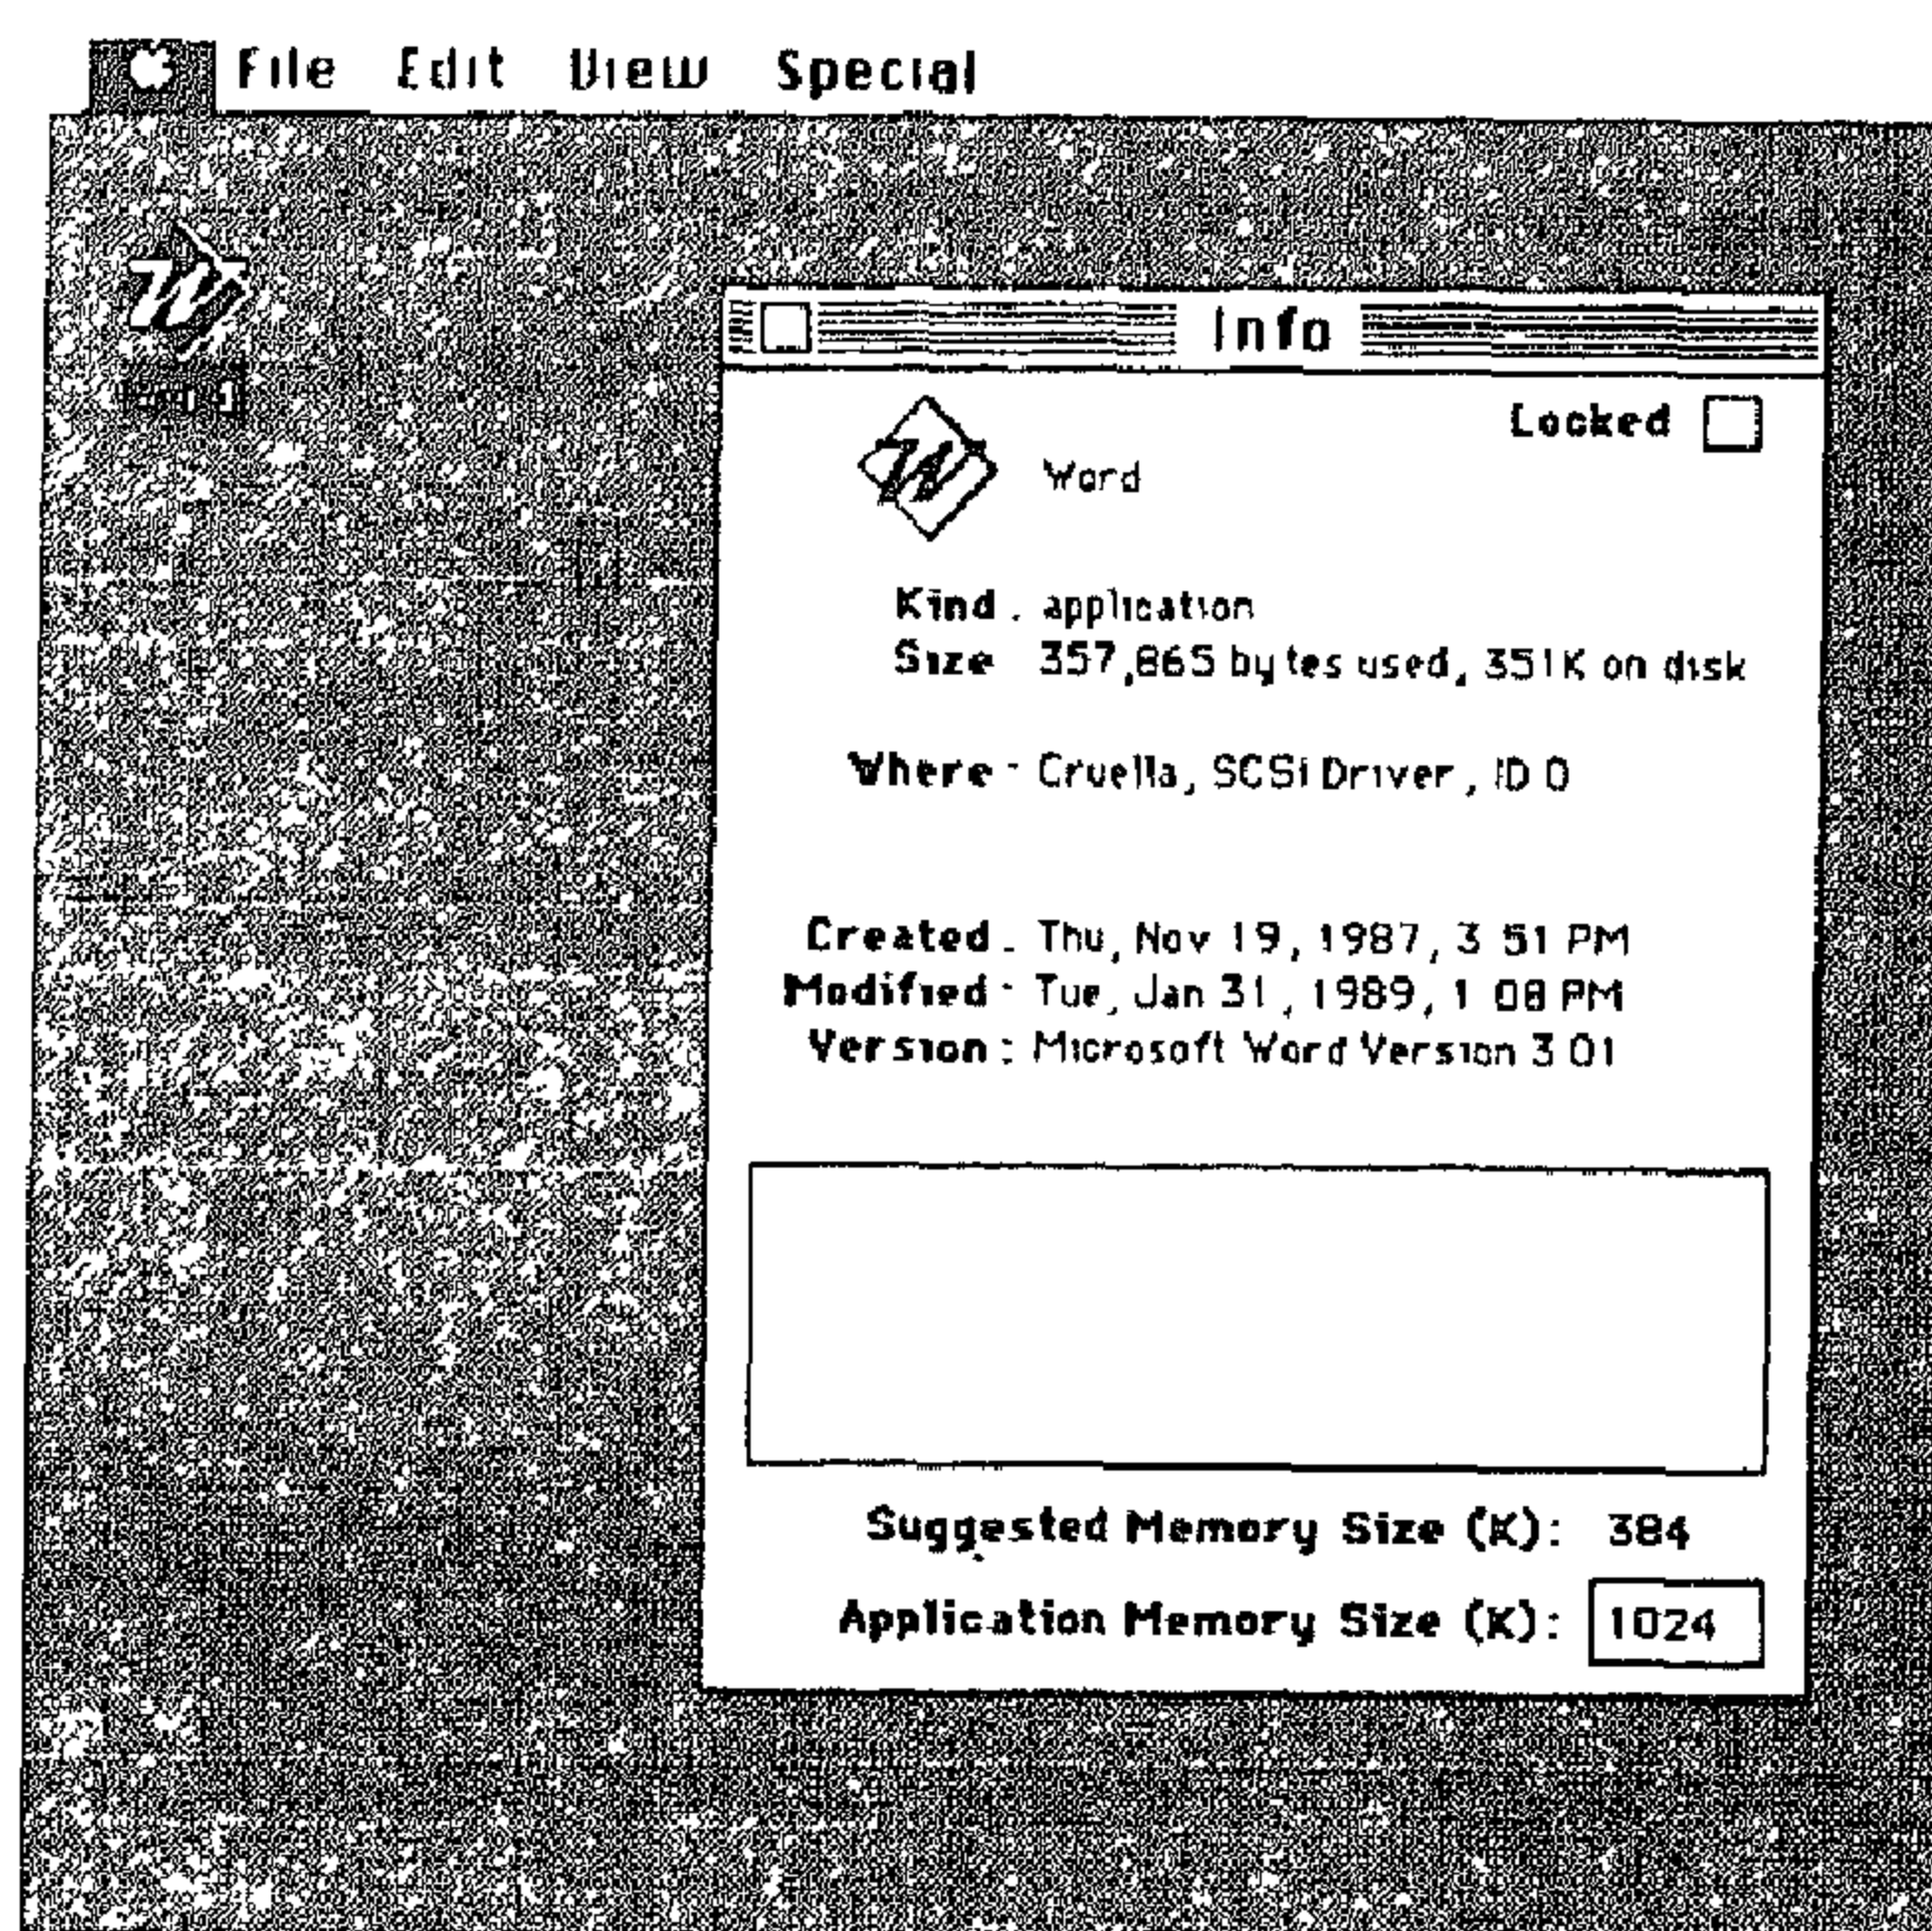 File Edit View Special
Info
Locked
Word
Kind . application
Size 357,865 bytes used, 351K on disk
Where - Cruella, SCSI Driver, ID 0
Created . Thu, Nov 19, 1987, 3 51 PM
Modified - Tue, Jan 31, 1989, 1 08 PM
Version : Microsoft Word Version 3 01
Suggested Memory Size (K): 384
Application Memory Size (K): 1024